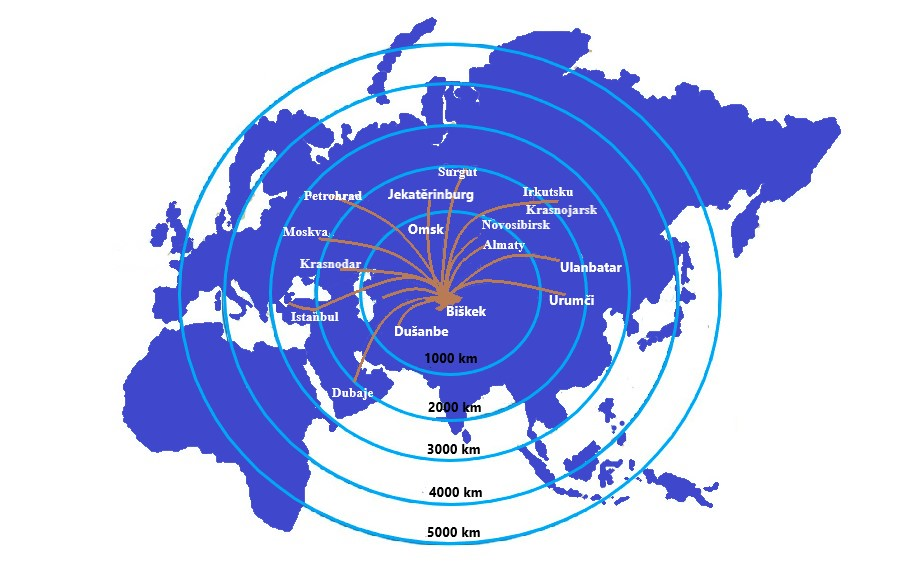 Surgut
Petrohrad
Jekatěrinburg
Irkutsku
Krasnojarsk
Moskva
Omsk
Novosibirsk
Almaty
Krasnodar
Ulanbatar
Urumči
Istanbul
Biškek
Dušanbe
1000 km
Dubaje
2000 km
3000 km
4000 km
5000 km